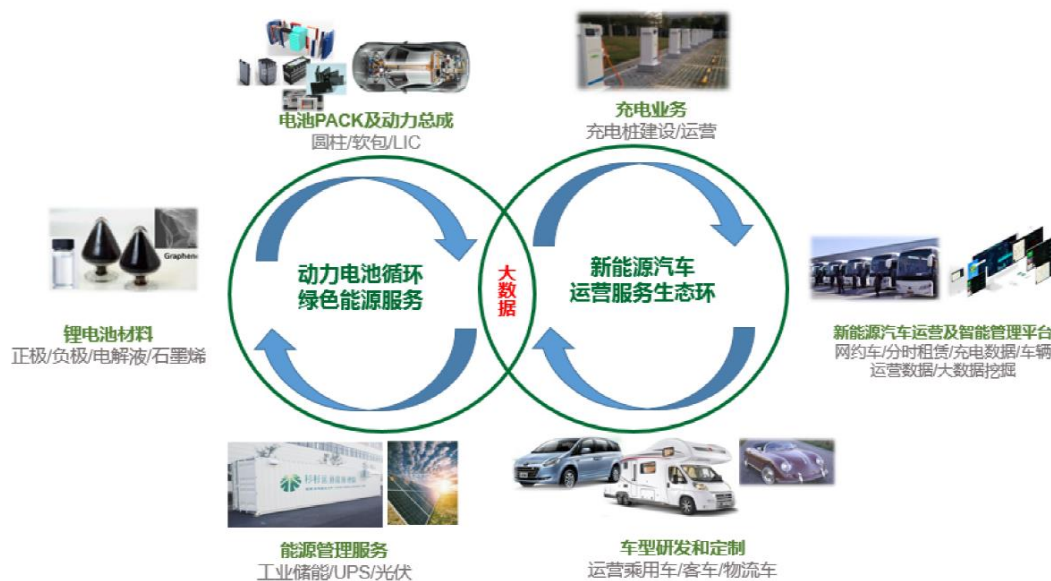 电池PACK及动力总成
圆柱/软包/LIC
充电业务
充电桩建设/运营
Graphene
锂电池材料
正极/负极/电解液/石墨烯
动力电池循环
绿色能源服务
大数据
新能源汽车
运营服务生态环
新能源汽车运营及智能管理平台
网约车/分时租赁/充电数据/车辆
运营数据/大数据挖掘
能源管理服务
工业储能/UPS/光伏
车型研发和定制
运营乘用车/客车/物流车